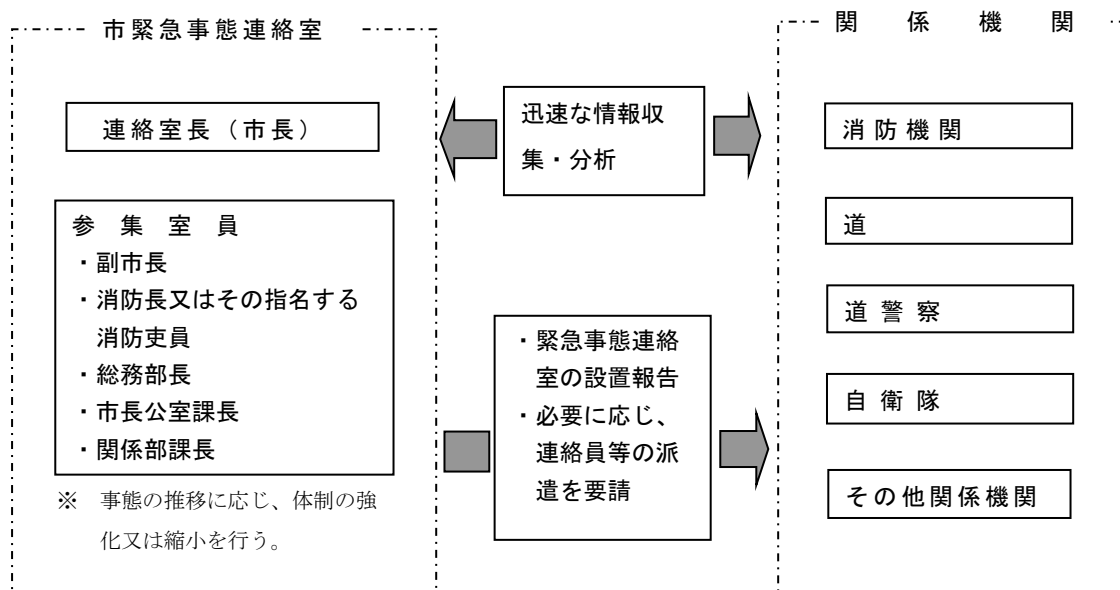 市緊急事態連絡室
連絡室長（市長）
参集室員
・副市長
・消防長又はその指名する
消防吏員
・総務部長
・市長公室課長
・関係部課長
※　事態の推移に応じ、体制の強
化又は縮小を行う。
迅速な情報収
集・分析
・緊急事態連絡
室の設置報告
・必要に応じ、
連絡員等の派
遣を要請
関係機関
消防機関
道
道警察
自衛隊
その他関係機関